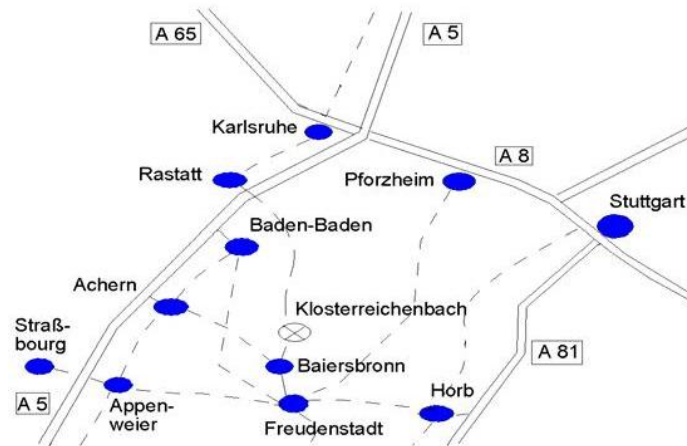 A 65
A 5
Karlsruhe
A 8
Rastatt
Pforzheim
Stuttgart
Baden-Baden
Achern
Klosterreichenbach
Straß-
bourg
Baiersbronn
A 81
Horb
A 5
Appen-
weier
Freudenstadt